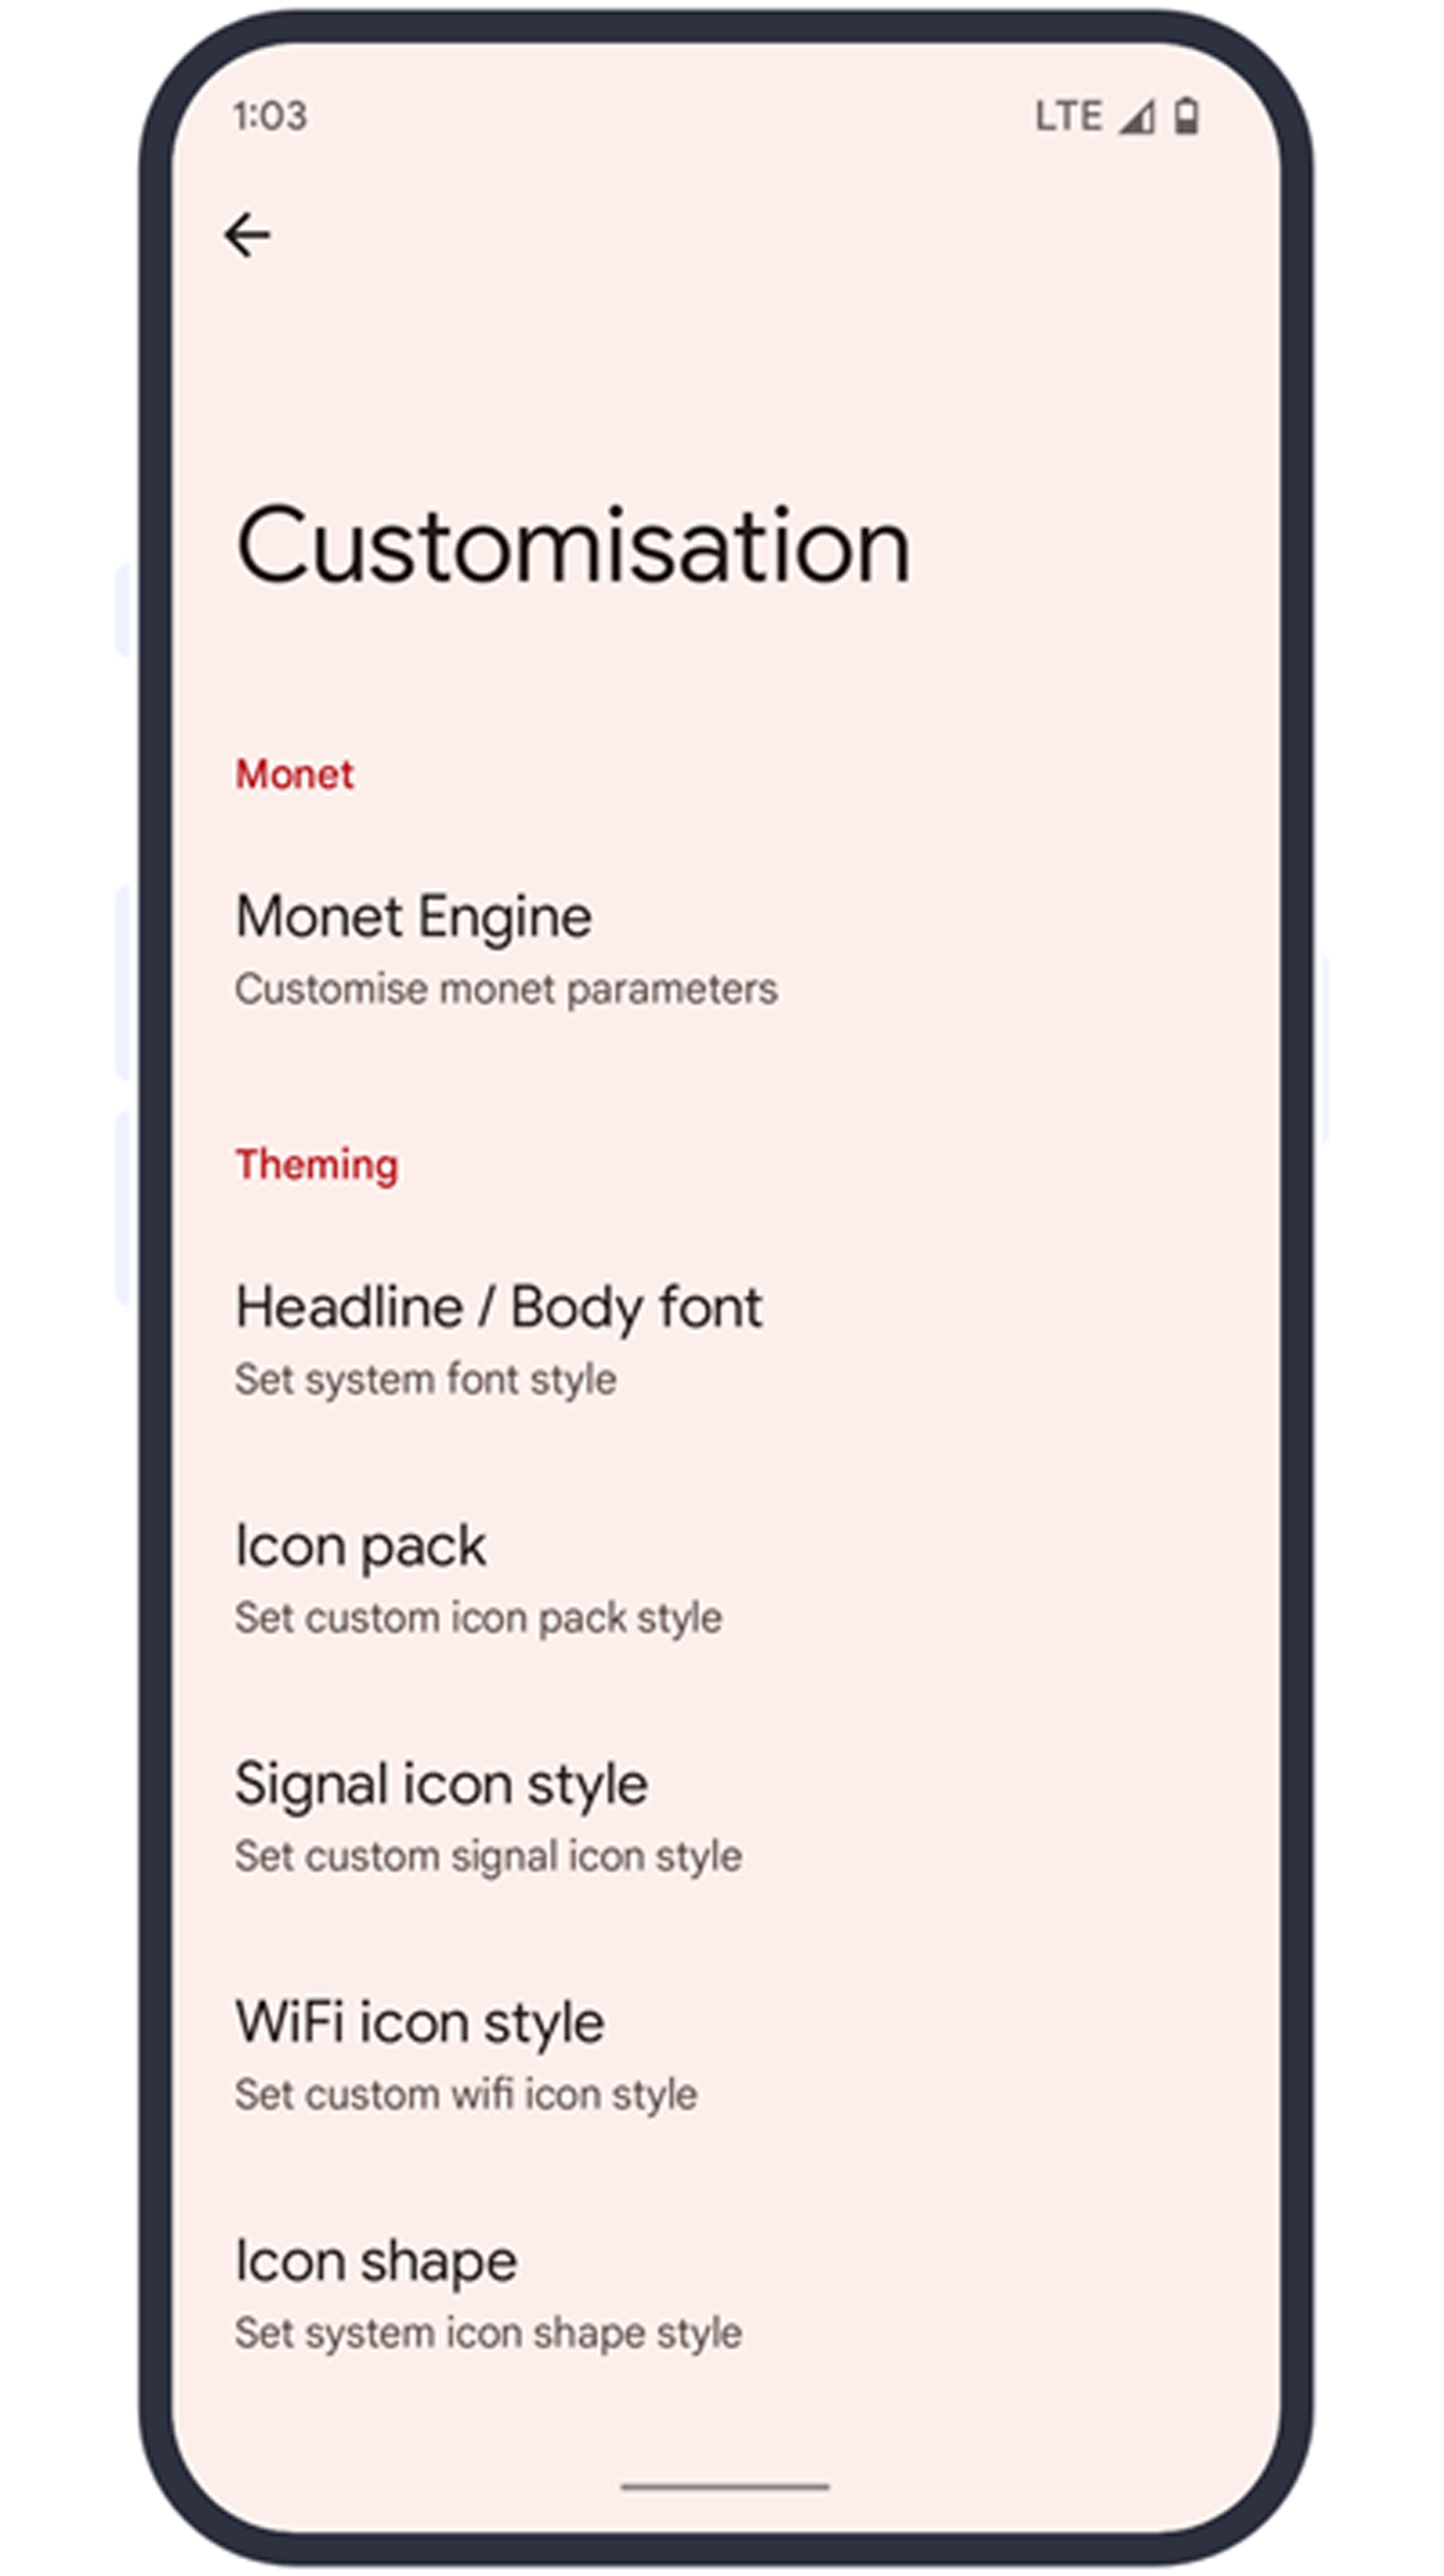 1:03 LTE
Customisation
Monet
Monet Engine
Customise monet parameters
Theming
Headline / Body font
Set system font style
Icon pack
Set custom icon pack style
Signal icon style
Set custom signal icon style
WiFi icon style
Set custom wifi icon style
Icon shape
Set system icon shape style